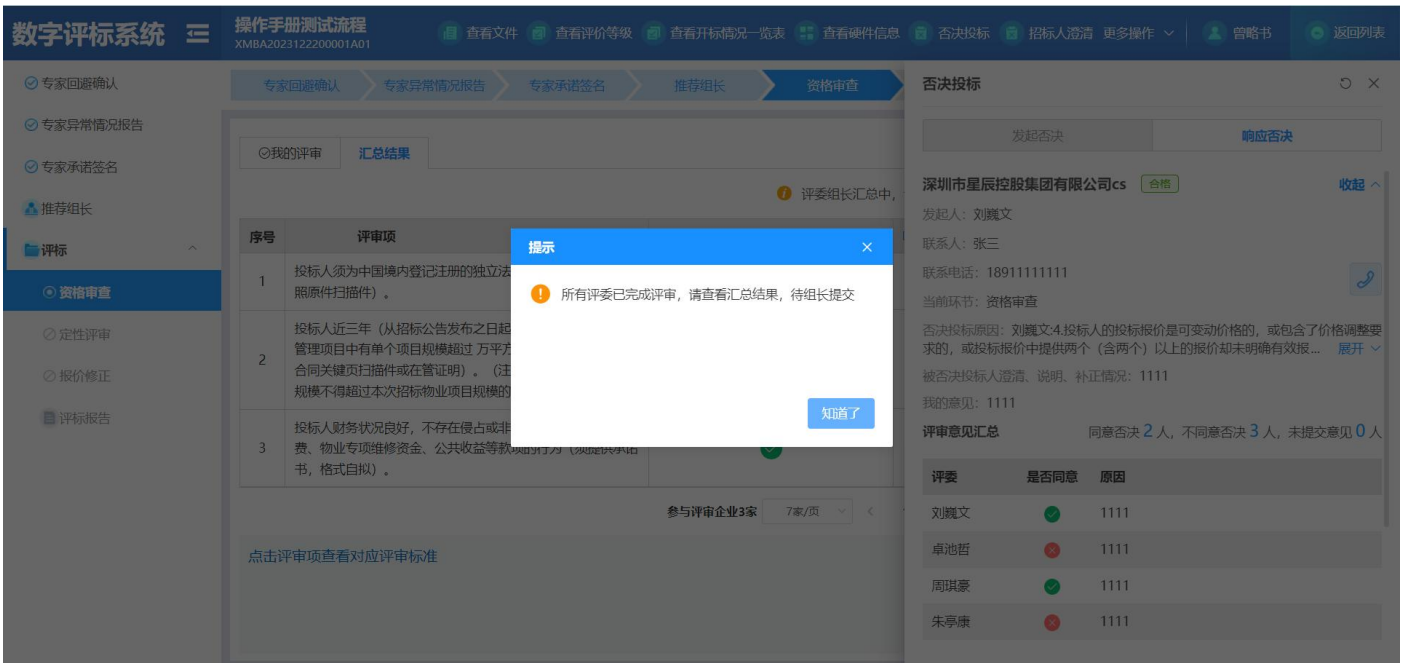 数字评标系统
操作手册测试流程
XMBA2023122200001A01
查看文件 查看评价等级 查看开标情况一览表 查看硬件信息 否决投标 招标人澄清 更多操作 曾略书 返回列表
专家回避确认
专家异常情况报告
专家承诺签名
推荐组长
评标
资格审查
定性评审
报价修正
评标报告
专家回避确认 专家异常情况报告 专家承诺签名 推荐组长 资格审查
我的评审 汇总结果
评委组长汇总中,
序号 评审项
1 投标人须为中国境内登记注册的独立法
照原件扫描件）。
2 投标人近三年（从招标公告发布之日起
管理项目中有单个项目规模超过 万平方
合同关键页扫描件或在管证明）。（注
规模不得超过本次招标物业项目规模的
3 投标人财务状况良好，不存在侵占或非
费、物业专项维修资金、公共收益等款项的行为（须提供承诺
书，格式自拟）。
参与评审企业3家 7家/页
点击评审项查看对应评审标准
提示
所有评委已完成评审，请查看汇总结果，待组长提交
知道了
否决投标
发起否决 响应否决
深圳市星辰控股集团有限公司cs 合格 收起
发起人：刘巍文
联系人：张三
联系电话：18911111111
当前环节：资格审查
否决投标原因：刘巍文:4.投标人的投标报价是可变动价格的，或包含了价格调整要
求的，或投标报价中提供两个（含两个）以上的报价却未明确有效报... 展开
被否决投标人澄清、说明、补正情况：1111
我的意见：1111
评审意见汇总 同意否决 2 人，不同意否决 3 人，未提交意见 0 人
评委 是否同意 原因
刘巍文 1111
卓池哲 1111
周琪豪 1111
朱亭康 1111